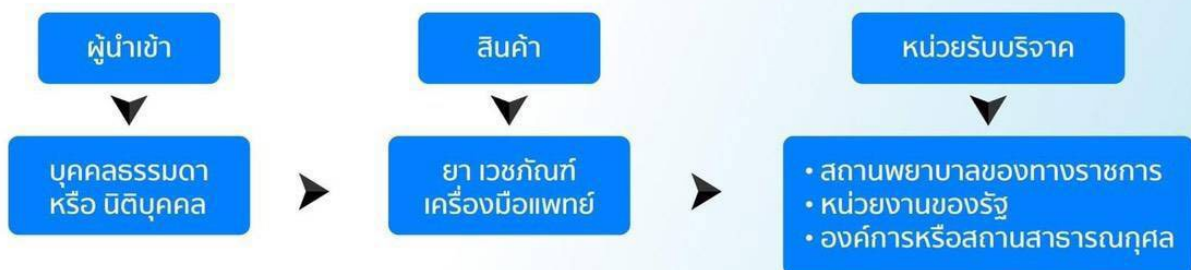 ผู้นำเข้า
บุคคลธรรมดา
หรือ นิติบุคคล
สินค้า
ยา เวชภัณฑ์
เครื่องมือแพทย์
หน่วยรับบริจาค
• สถานพยาบาลของทางราชการ
• หน่วยงานของรัฐ
• องค์การหรือสถานสาธารณกุศล